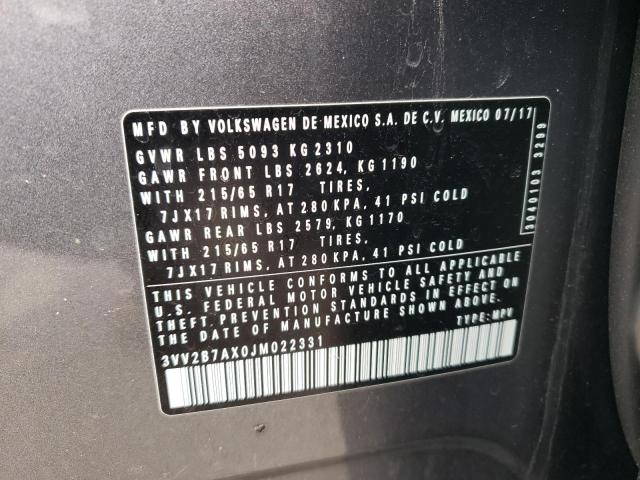 MFD BY VOLKSWAGEN DE MEXICO S.A. DE C.V. MEXICO 07/17
GVWR LBS 5093 KG 2310
GAWR FRONT LBS 2624, KG 1190
WITH 215/65 R17 TIRES,
7JX17 RIMS, AT 280 KPA, 41 PSI COLD
GAWR REAR LBS 2579, KG 1170
WITH 215/65 R17 TIRES,
7JX17 RIMS, AT 280 KPA, 41 PSI COLD
THIS VEHICLE CONFORMS TO ALL APPLICABLE
U.S. FEDERAL MOTOR VEHICLE SAFETY AND
THEFT PREVENTION STANDARDS IN EFFECT ON
THE DATE OF MANUFACTURE SHOWN ABOVE.
3VV2B7AX0JM022331 TYPE: MPV
3040103 3299